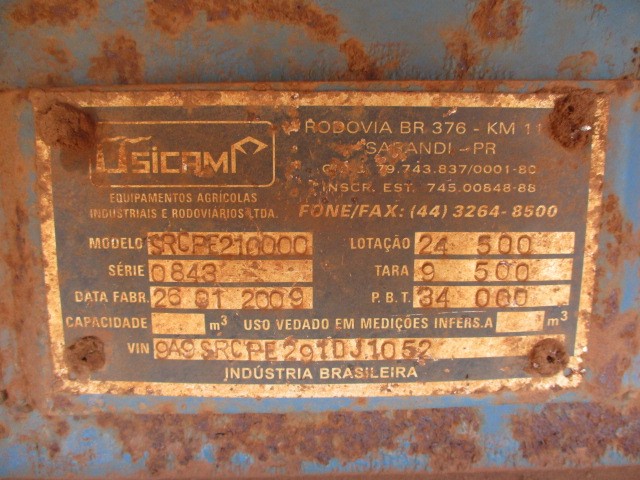 Usicamp
RODOVIA BR 376 - KM 11
SARANDI - PR
79.743.837/0001-80
INSCR. EST. 745.00848-88
EQUIPAMENTOS AGRÍCOLAS
INDUSTRIAIS E RODOVIÁRIOS LTDA.
FONE/FAX: (44) 3264-8500
MODELO SRCPE210000 LOTAÇÃO 24 500
SÉRIE 0843 TARA 9 500
DATA FABR. 26 01 2009 P.B.T. 34 000
CAPACIDADE m³ USO VEDADO EM MEDIÇÕES INFERS. A m³
VIN 9A9SRCPE291DJ1052
INDÚSTRIA BRASILEIRA